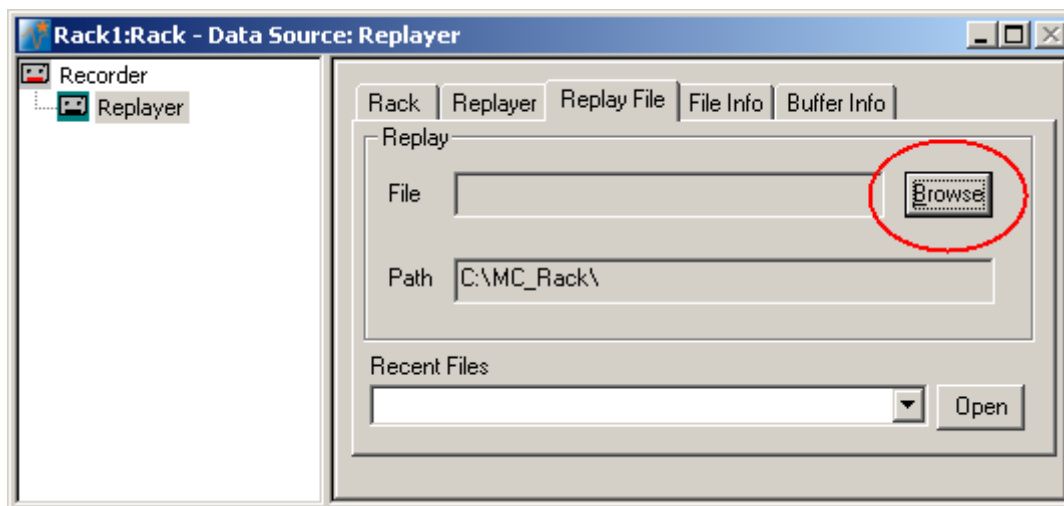 Rack1:Rack - Data Source: Replayer
Recorder
Replayer
Rack Replayer Replay File File Info Buffer Info
Replay
File Browse
Path C:\MC_Rack\
Recent Files
Open